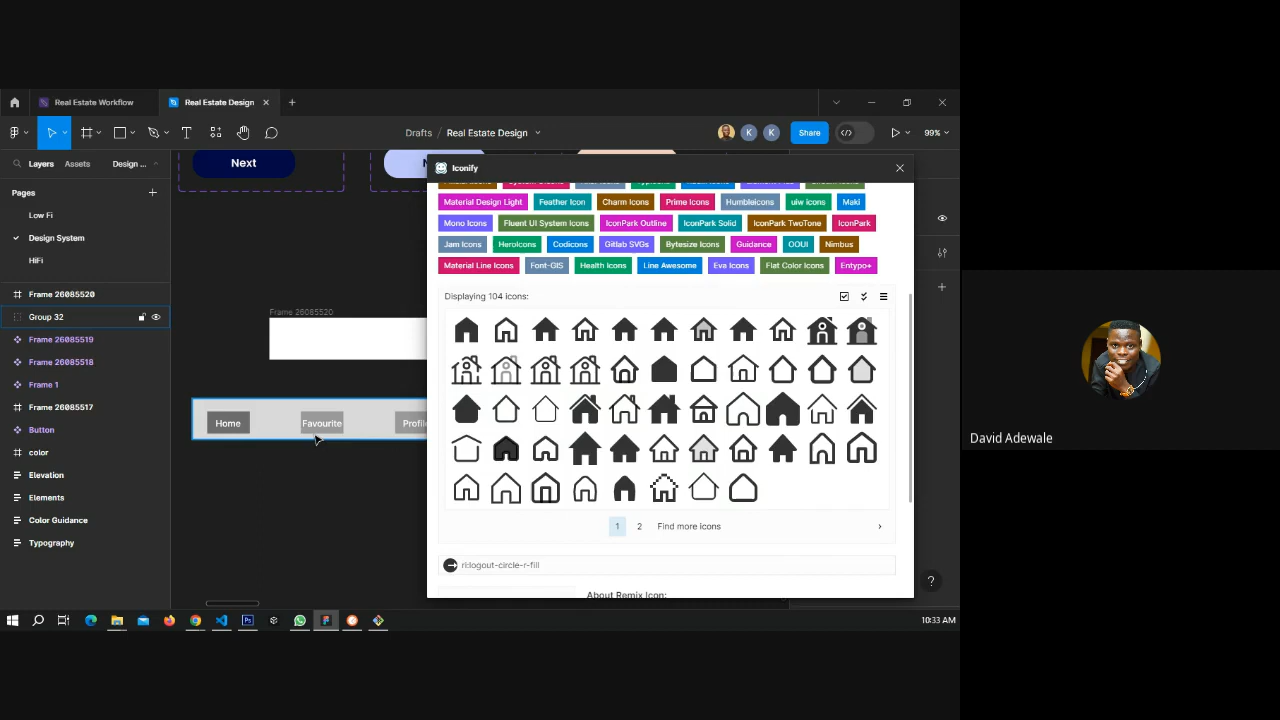 Real Estate Workflow
Real Estate Design
Drafts / Real Estate Design
K
K
Share
99%
Layers
Assets
Design ...
Pages
Low Fi
Design System
HiFi
Frame 26085520
Group 32
Frame 26085519
Frame 26085518
Frame 1
Frame 26085517
Button
color
Elevation
Elements
Color Guidance
Typography
Next
Frame 26085520
Home
Favourite
Profil
Iconify
Material Design Light
Feather Icon
Charm Icons
Prime Icons
Humbleicons
uiw icons
Maki
Mono Icons
Fluent UI System Icons
IconPark Outline
IconPark Solid
IconPark TwoTone
IconPark
Jam Icons
HeroIcons
Codicons
Gitlab SVGs
Bytesize Icons
Guidance
OOUI
Nimbus
Material Line Icons
Font-GIS
Health Icons
Line Awesome
Eva Icons
Flat Color Icons
Entypo+
Displaying 104 icons:
1
2
Find more icons
ri:logout-circle-r-fill
About Remix Icon:
?
10:33 AM
David Adewale